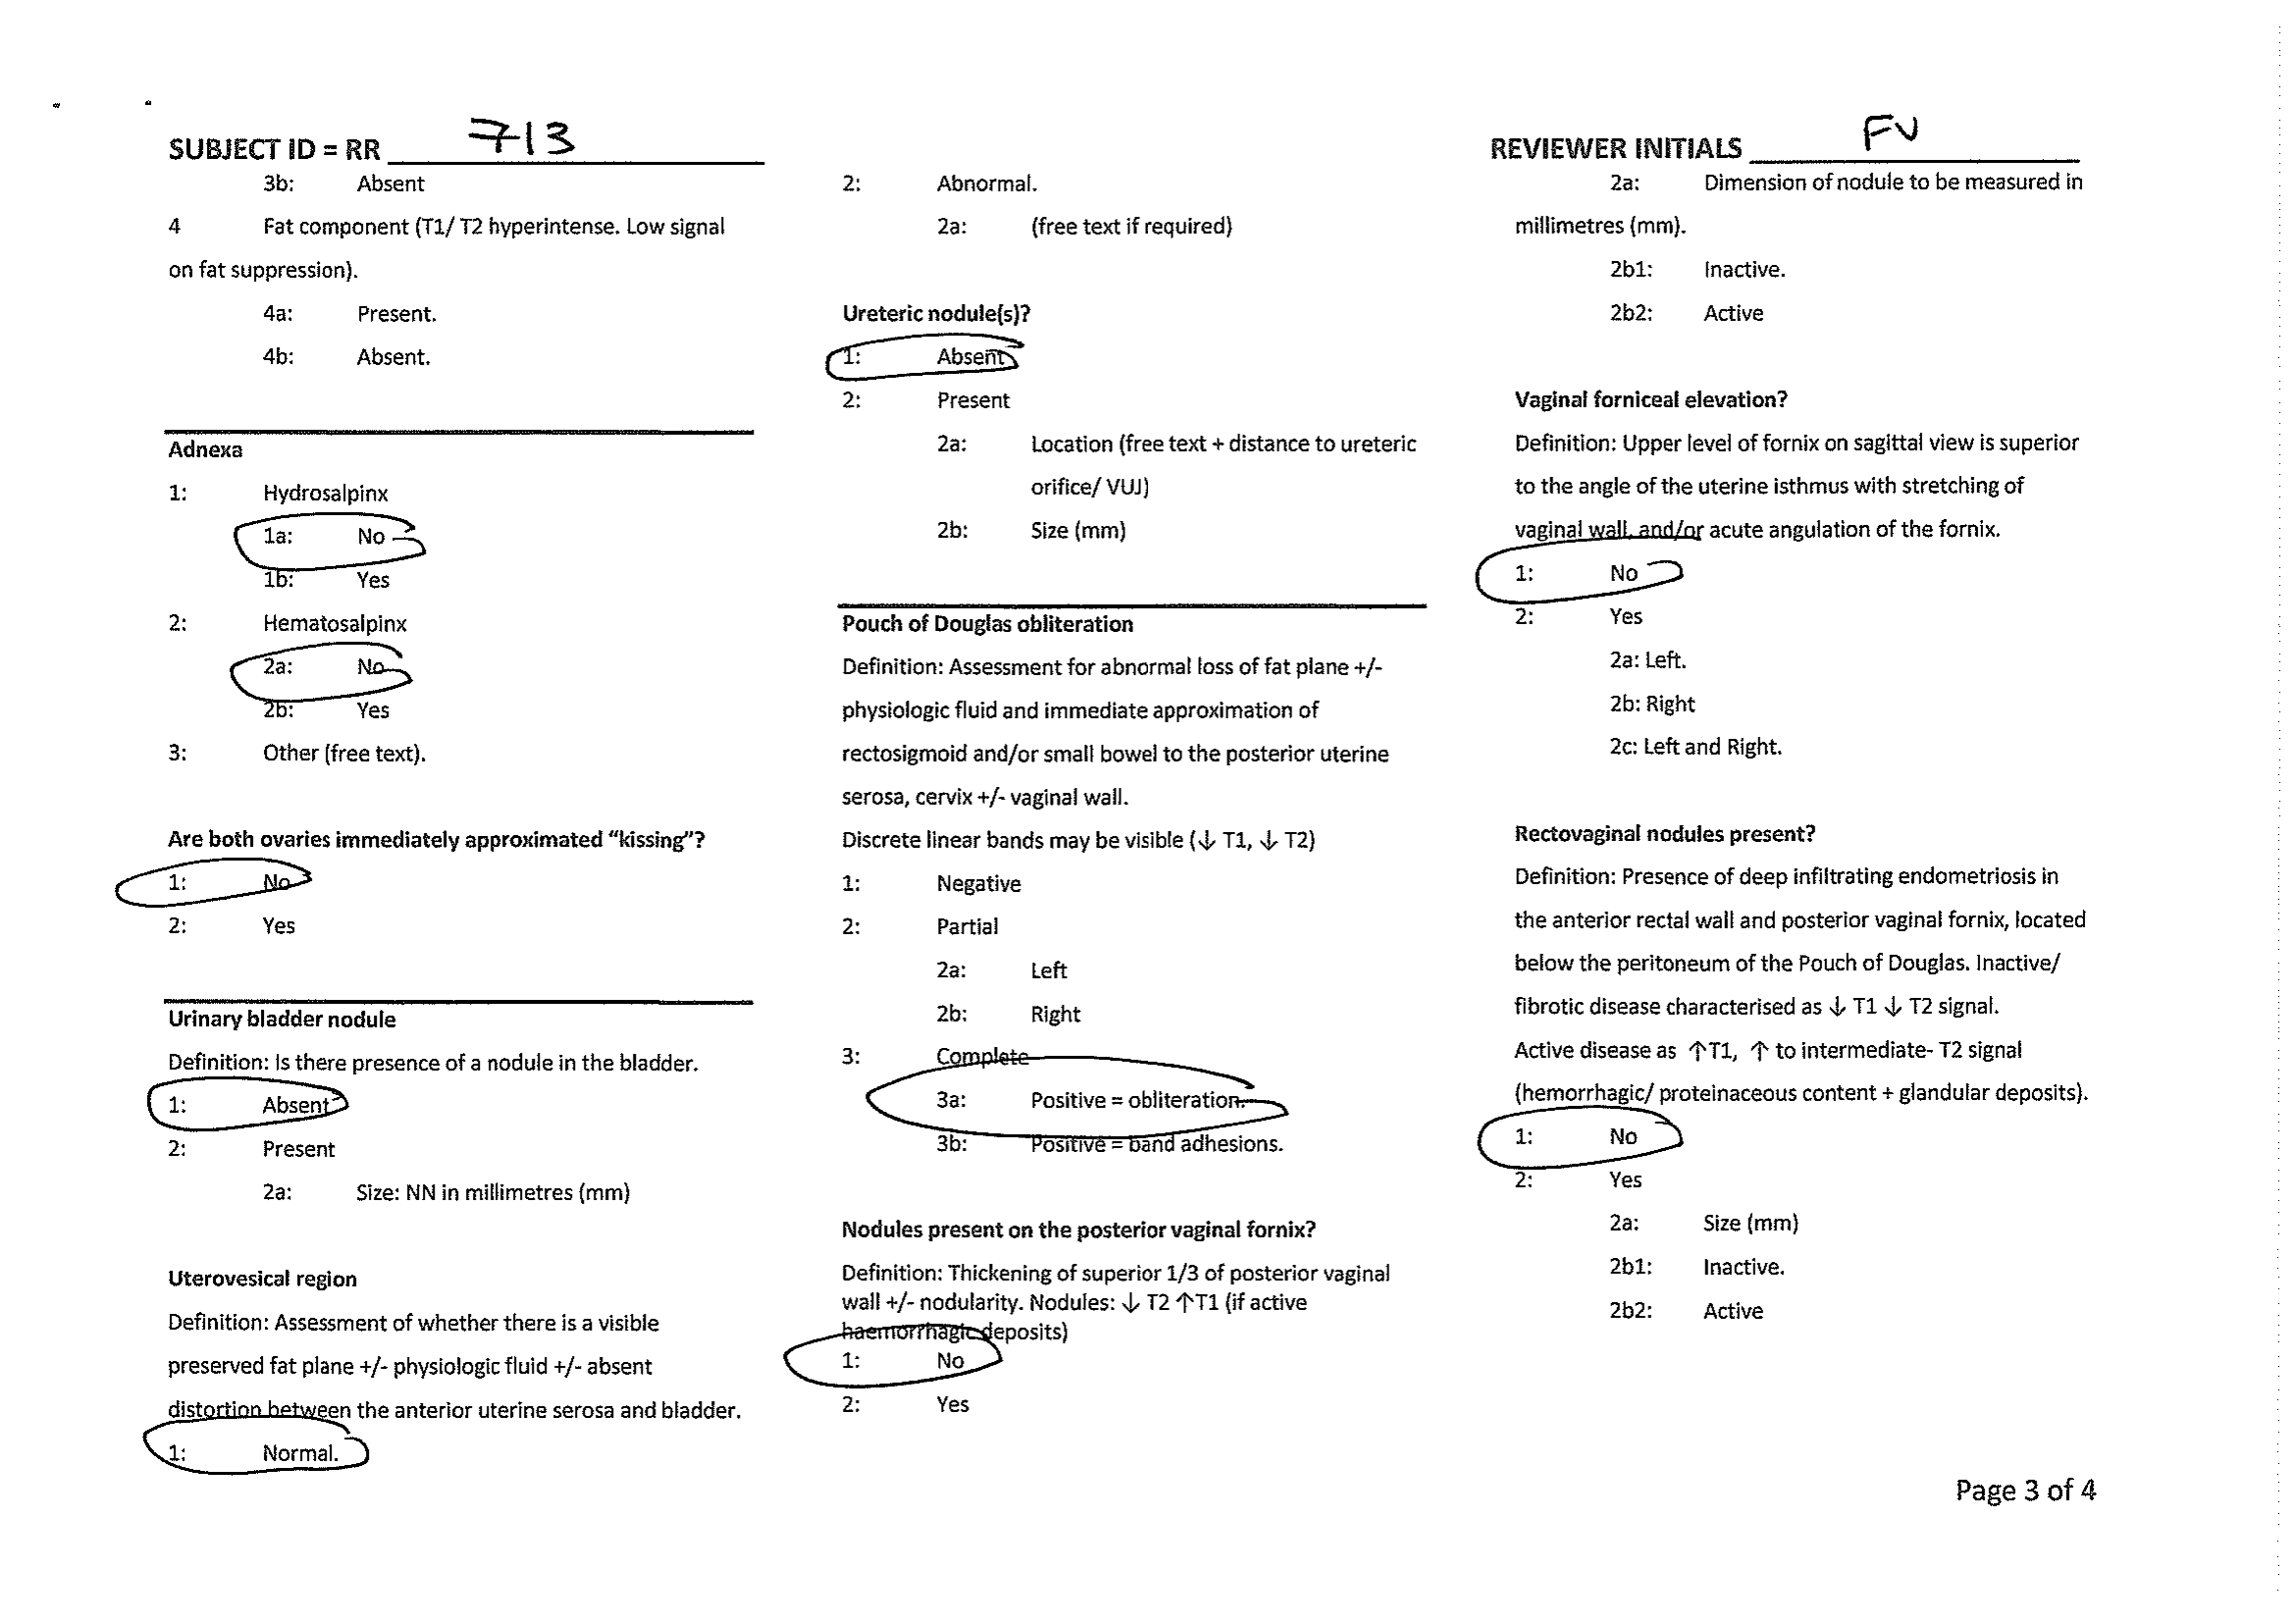 SUBJECT ID = RR 713
3b: Absent
4 Fat component (T1/ T2 hyperintense. Low signal
on fat suppression).
4a: Present.
4b: Absent.
Adnexa
1: Hydrosalpinx
1a: No
1b: Yes
2: Hematosalpinx
2a: No
2b: Yes
3: Other (free text).
Are both ovaries immediately approximated “kissing”?
1: No
2: Yes
Urinary bladder nodule
Definition: Is there presence of a nodule in the bladder.
1: Absent
2: Present
2a: Size: NN in millimetres (mm)
Uterovesical region
Definition: Assessment of whether there is a visible
preserved fat plane +/- physiologic fluid +/- absent
distortion between the anterior uterine serosa and bladder.
1: Normal.
2: Abnormal.
2a: (free text if required)
Ureteric nodule(s)?
1: Absent
2: Present
2a: Location (free text + distance to ureteric
orifice/ VUJ)
2b: Size (mm)
Pouch of Douglas obliteration
Definition: Assessment for abnormal loss of fat plane +/-
physiologic fluid and immediate approximation of
rectosigmoid and/or small bowel to the posterior uterine
serosa, cervix +/- vaginal wall.
Discrete linear bands may be visible (↓ T1, ↓ T2)
1: Negative
2: Partial
2a: Left
2b: Right
3: Complete
3a: Positive = obliteration.
3b: Positive = band adhesions.
Nodules present on the posterior vaginal fornix?
Definition: Thickening of superior 1/3 of posterior vaginal
wall +/- nodularity. Nodules: ↓ T2 ↑T1 (if active
haemorrhagic deposits)
1: No
2: Yes
REVIEWER INITIALS FV
2a: Dimension of nodule to be measured in
millimetres (mm).
2b1: Inactive.
2b2: Active
Vaginal forniceal elevation?
Definition: Upper level of fornix on sagittal view is superior
to the angle of the uterine isthmus with stretching of
vaginal wall, and/or acute angulation of the fornix.
1: No
2: Yes
2a: Left.
2b: Right
2c: Left and Right.
Rectovaginal nodules present?
Definition: Presence of deep infiltrating endometriosis in
the anterior rectal wall and posterior vaginal fornix, located
below the peritoneum of the Pouch of Douglas. Inactive/
fibrotic disease characterised as ↓ T1 ↓ T2 signal.
Active disease as ↑T1, ↑ to intermediate- T2 signal
(hemorrhagic/ proteinaceous content + glandular deposits).
1: No
2: Yes
2a: Size (mm)
2b1: Inactive.
2b2: Active
Page 3 of 4